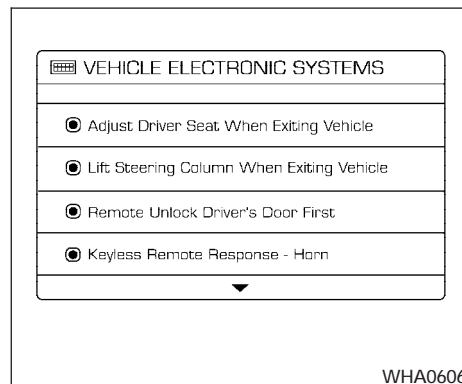 VEHICLE ELECTRONIC SYSTEMS
Adjust Driver Seat When Exiting Vehicle
Lift Steering Column When Exiting Vehicle
Remote Unlock Driver's Door First
Keyless Remote Response - Horn
WHA0606